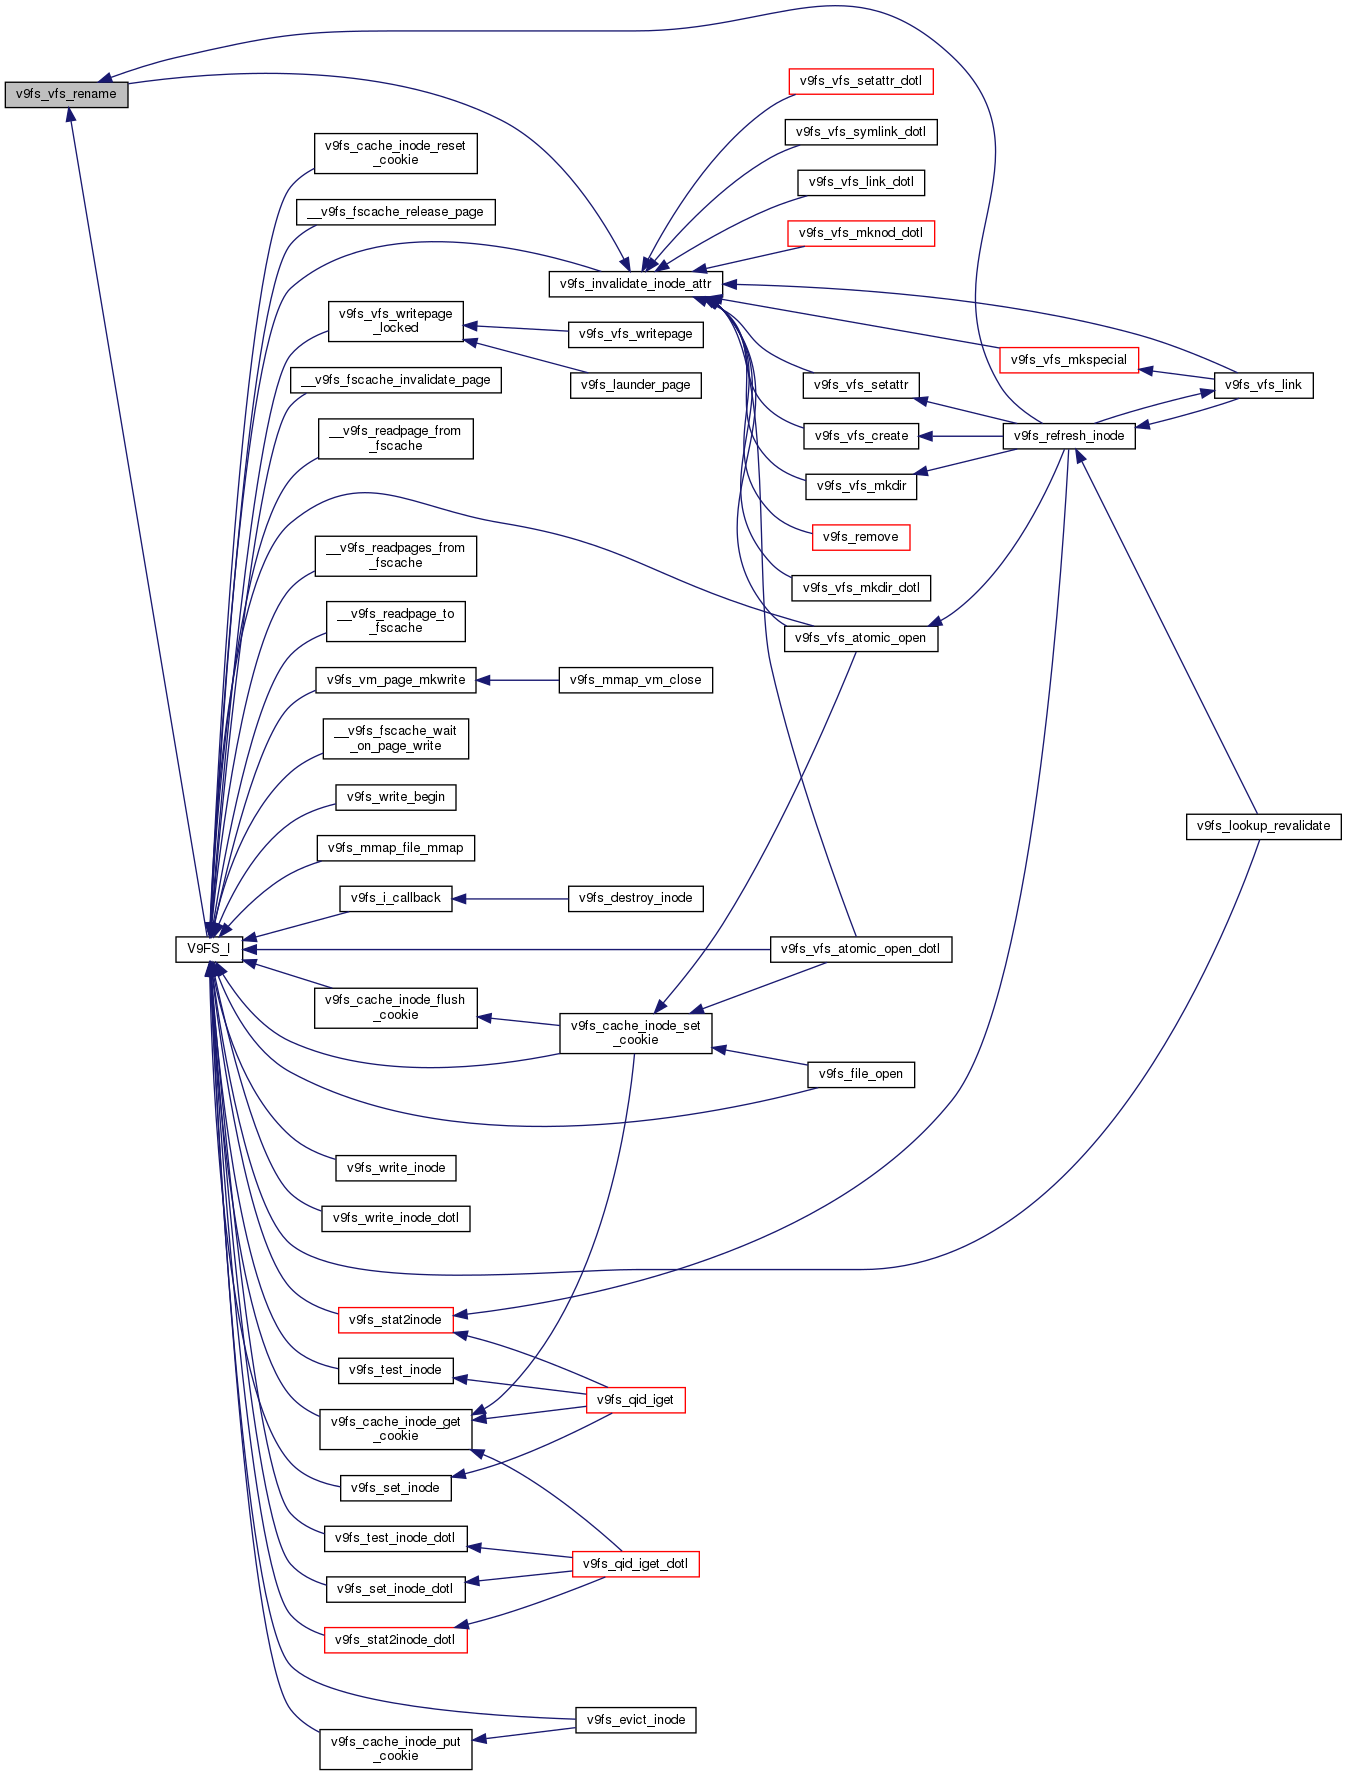 v9fs_vfs_rename
v9fs_cache_inode_reset
_cookie
__v9fs_fscache_release_page
v9fs_invalidate_inode_attr
v9fs_vfs_setattr_dotl
v9fs_vfs_symlink_dotl
v9fs_vfs_link_dotl
v9fs_vfs_mknod_dotl
v9fs_vfs_writepage
_locked
v9fs_vfs_writepage
v9fs_launder_page
v9fs_vfs_mkspecial
v9fs_vfs_link
__v9fs_fscache_invalidate_page
v9fs_vfs_setattr
__v9fs_readpage_from
_fscache
v9fs_vfs_create
v9fs_refresh_inode
v9fs_vfs_mkdir
v9fs_remove
__v9fs_readpages_from
_fscache
v9fs_vfs_mkdir_dotl
__v9fs_readpage_to
_fscache
v9fs_vfs_atomic_open
v9fs_vm_page_mkwrite
v9fs_mmap_vm_close
__v9fs_fscache_wait
_on_page_write
v9fs_write_begin
v9fs_lookup_revalidate
v9fs_mmap_file_mmap
v9fs_i_callback
v9fs_destroy_inode
V9FS_I
v9fs_vfs_atomic_open_dotl
v9fs_cache_inode_flush
_cookie
v9fs_cache_inode_set
_cookie
v9fs_file_open
v9fs_write_inode
v9fs_write_inode_dotl
v9fs_stat2inode
v9fs_test_inode
v9fs_qid_iget
v9fs_cache_inode_get
_cookie
v9fs_set_inode
v9fs_test_inode_dotl
v9fs_qid_iget_dotl
v9fs_set_inode_dotl
v9fs_stat2inode_dotl
v9fs_evict_inode
v9fs_cache_inode_put
_cookie